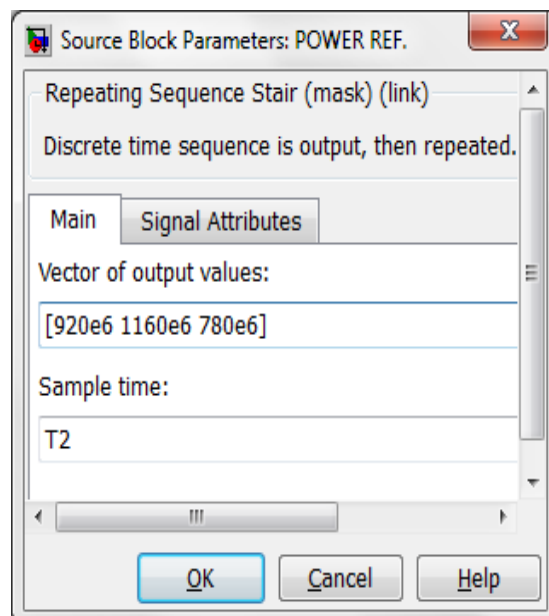 Source Block Parameters: POWER REF.
Repeating Sequence Stair (mask) (link)
Discrete time sequence is output, then repeated.
Main Signal Attributes
Vector of output values:
[920e6 1160e6 780e6]
Sample time:
T2
OK Cancel Help